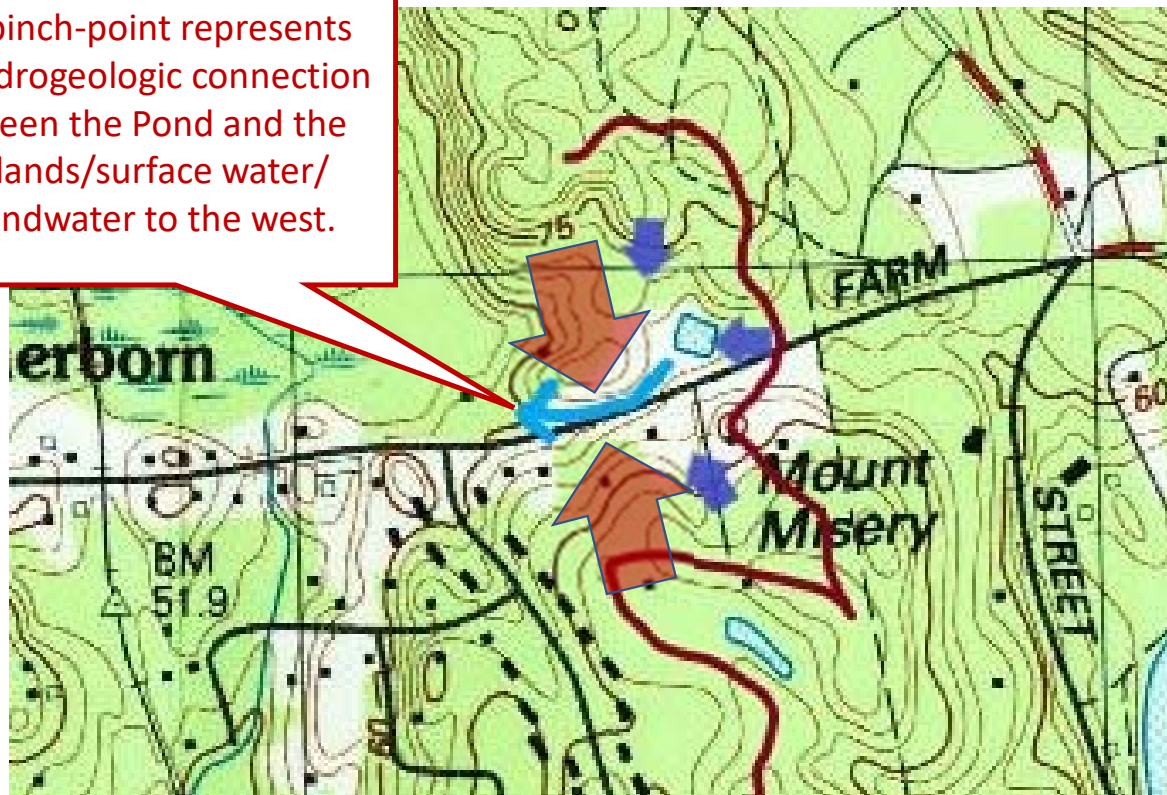 pinch-point represents
drogeologic connection
een the Pond and the
lands/surface water/
ndwater to the west.
75
FARM
erborn
60
Mount
Misery
STREET
BM
51.9
60